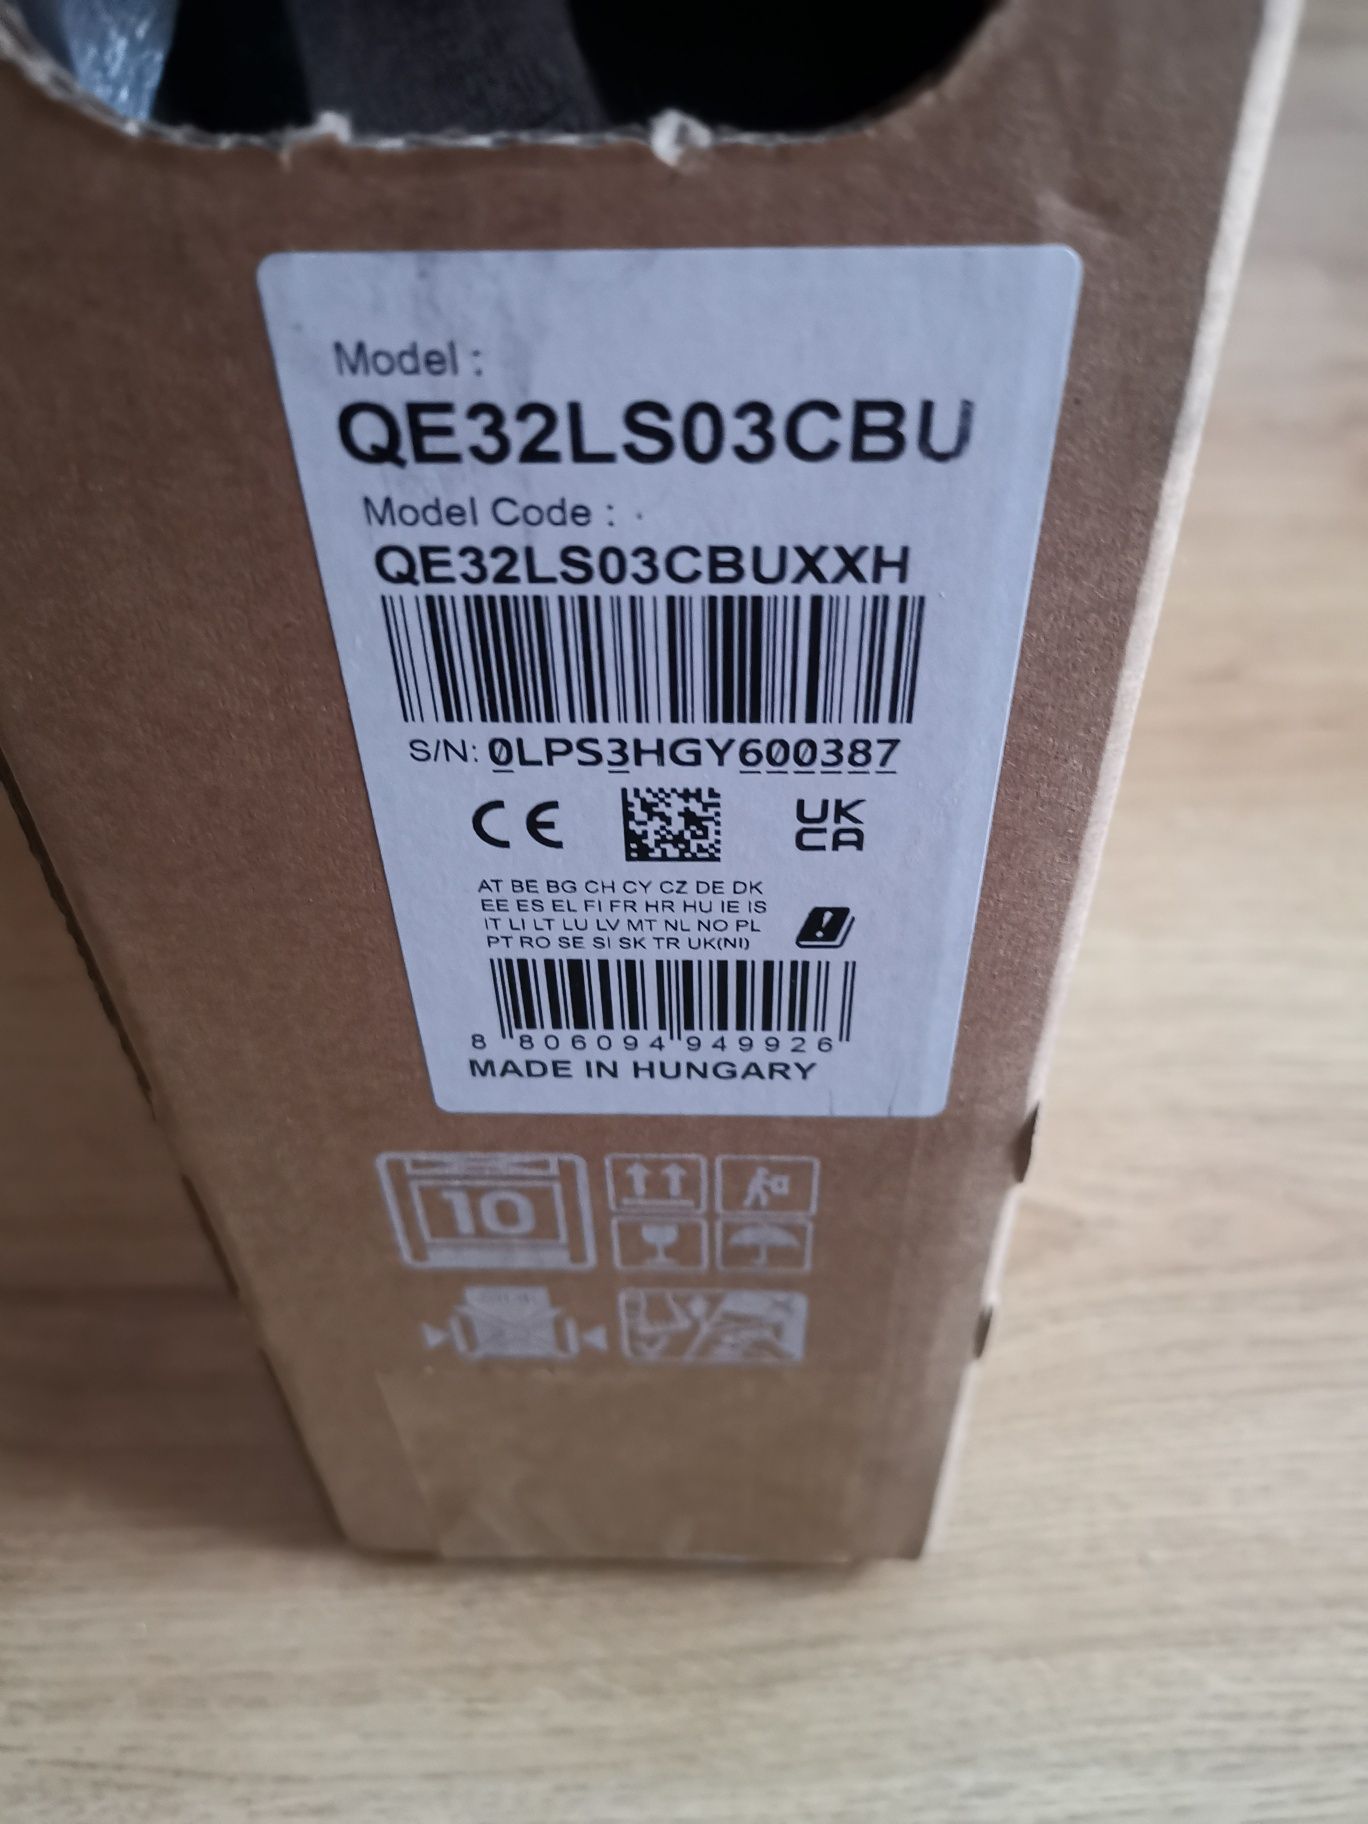 Model :
QE32LS03CBU
Model Code :
QE32LS03CBUXXH
S/N: 0LPS3HGY600387
CE
UK
CA
AT BE BG CH CY CZ DE DK
EE ES EL FI FR HR HU IE IS
IT LI LT LU LV MT NL NO PL
PT RO SE SI SK TR UK(NI)
8 806094 949926
MADE IN HUNGARY
10